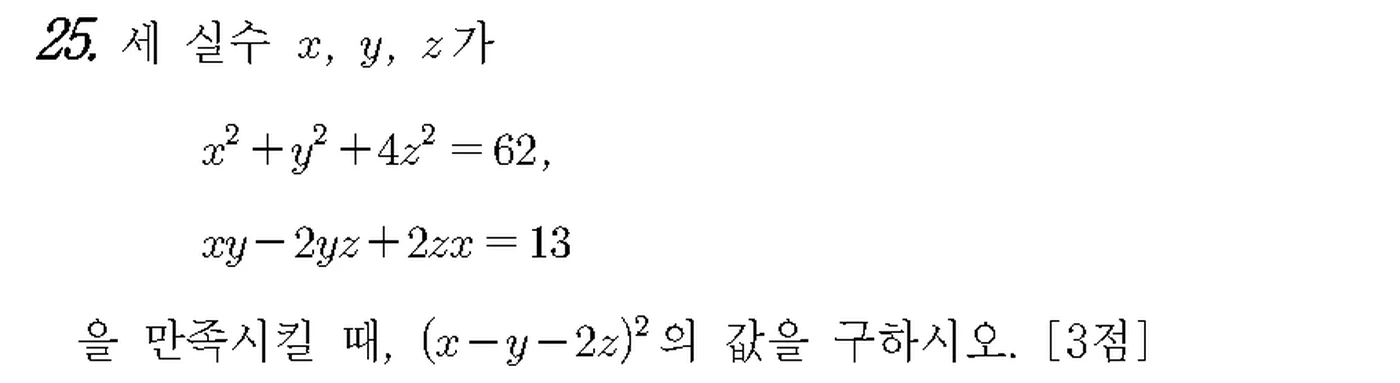 25. 세 실수 x, y, z가
x² + y² + 4z² = 62,
xy − 2yz + 2zx = 13
을 만족시킬 때, (x − y − 2z)²의 값을 구하시오. [3점]